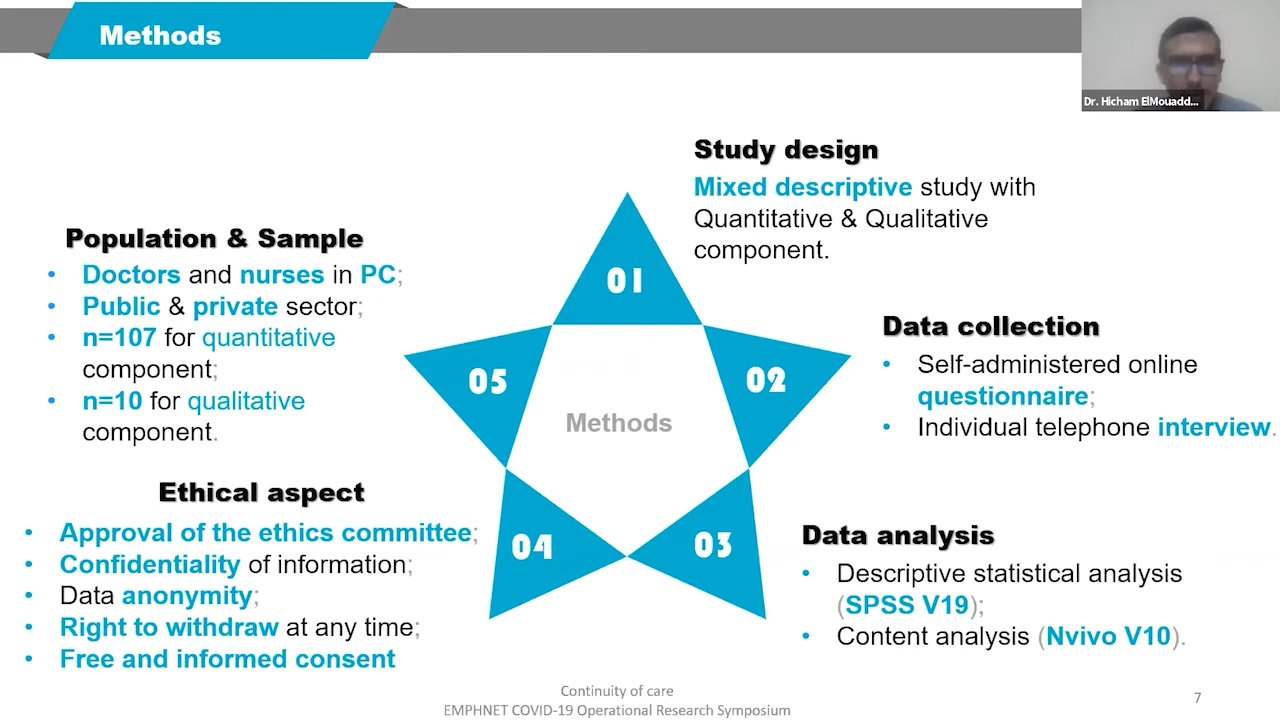 Methods
Dr. Hicham ElMouadd...
Study design
Mixed descriptive study with
Quantitative & Qualitative
component.
Population & Sample
• Doctors and nurses in PC;
• Public & private sector;
• n=107 for quantitative
component;
• n=10 for qualitative
component.
01
02
03
04
05
Methods
Data collection
• Self-administered online
questionnaire;
• Individual telephone interview.
Ethical aspect
• Approval of the ethics committee;
• Confidentiality of information;
• Data anonymity;
• Right to withdraw at any time;
• Free and informed consent
Data analysis
• Descriptive statistical analysis
(SPSS V19);
• Content analysis (Nvivo V10).
Continuity of care
EMPHNET COVID-19 Operational Research Symposium
7